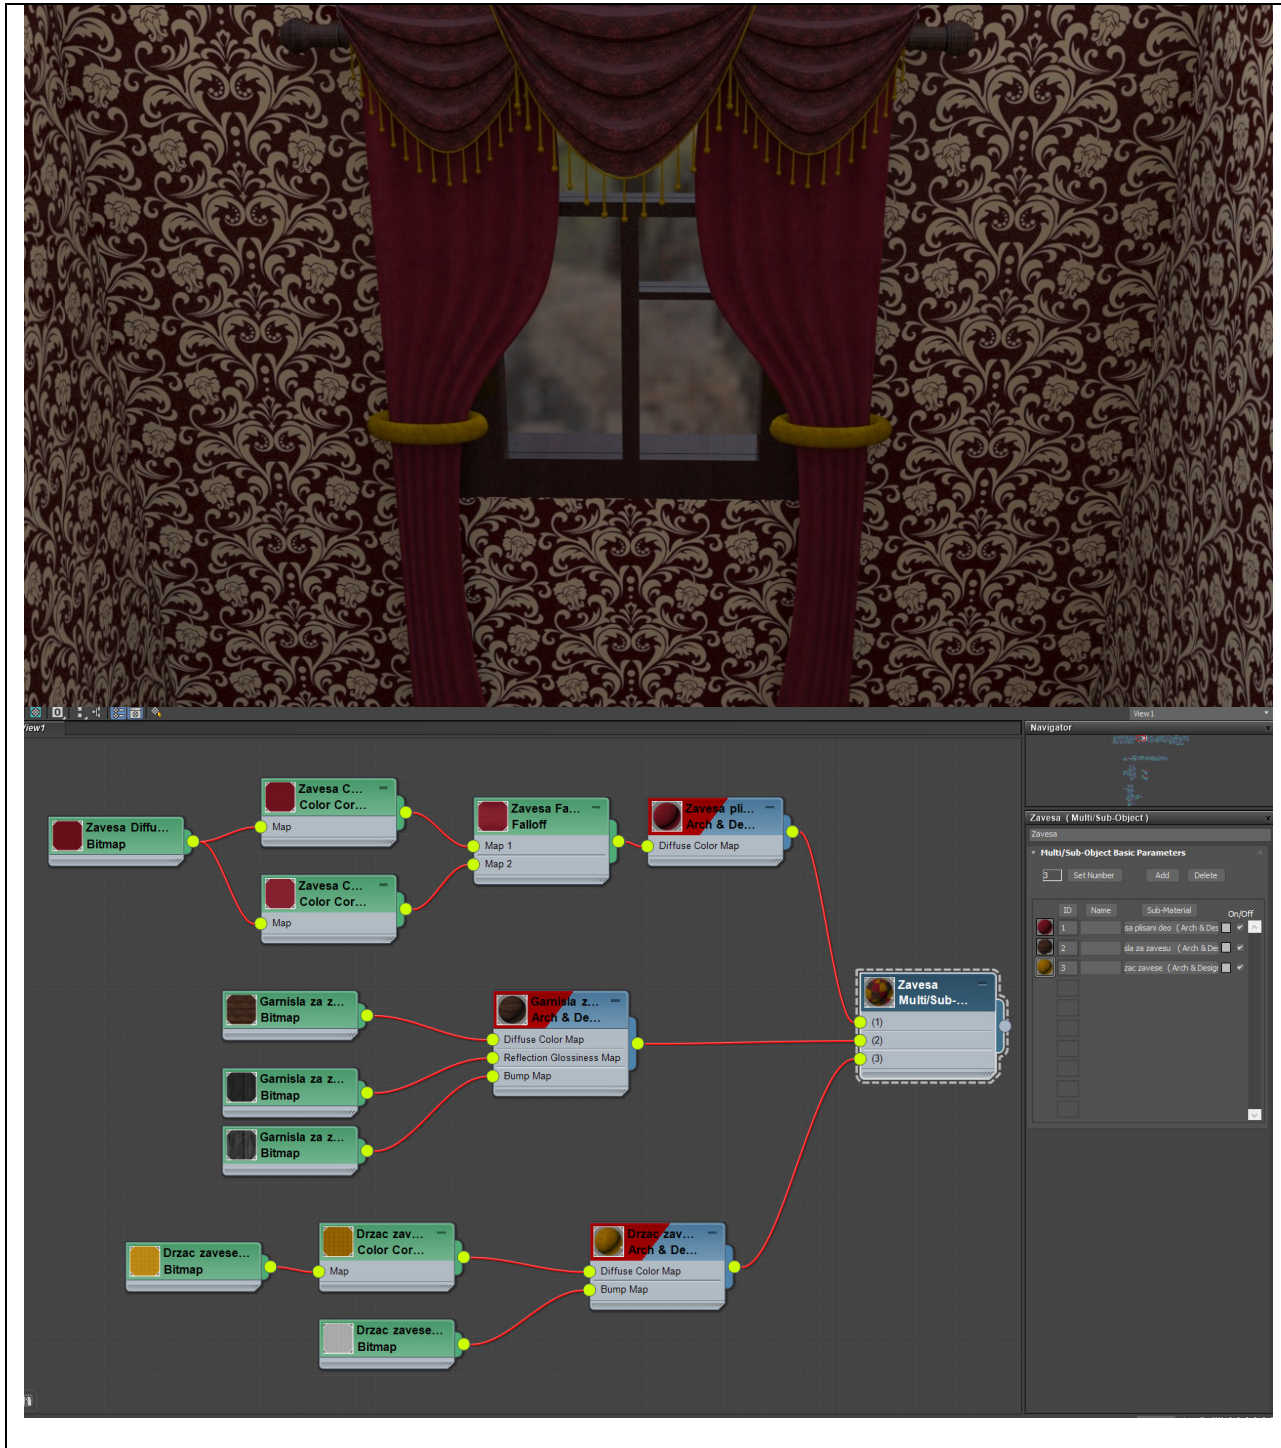 View1
View1
Navigator
Zavesa C...
Color Cor...
Map
Zavesa Diffu...
Bitmap
Zavesa C...
Color Cor...
Map
Zavesa Fa...
Falloff
Map 1
Map 2
Zavesa pli...
Arch & De...
Diffuse Color Map
Garnisla za z...
Bitmap
Garnisla za z...
Bitmap
Garnisla za z...
Bitmap
Garnisla z...
Arch & De...
Diffuse Color Map
Reflection Glossiness Map
Bump Map
Zavesa
Multi/Sub-...
(1)
(2)
(3)
Drzac zavese...
Bitmap
Drzac zav...
Color Cor...
Map
Drzac zavese...
Bitmap
Drzac zav...
Arch & De...
Diffuse Color Map
Bump Map
Zavesa ( Multi/Sub-Object )
Zavesa
Multi/Sub-Object Basic Parameters
3 Set Number Add Delete
ID Name Sub-Material On/Off
1 sa plisani deo ( Arch & Des
2 sla za zavesu ( Arch & De
3 zac zavese ( Arch & Desig